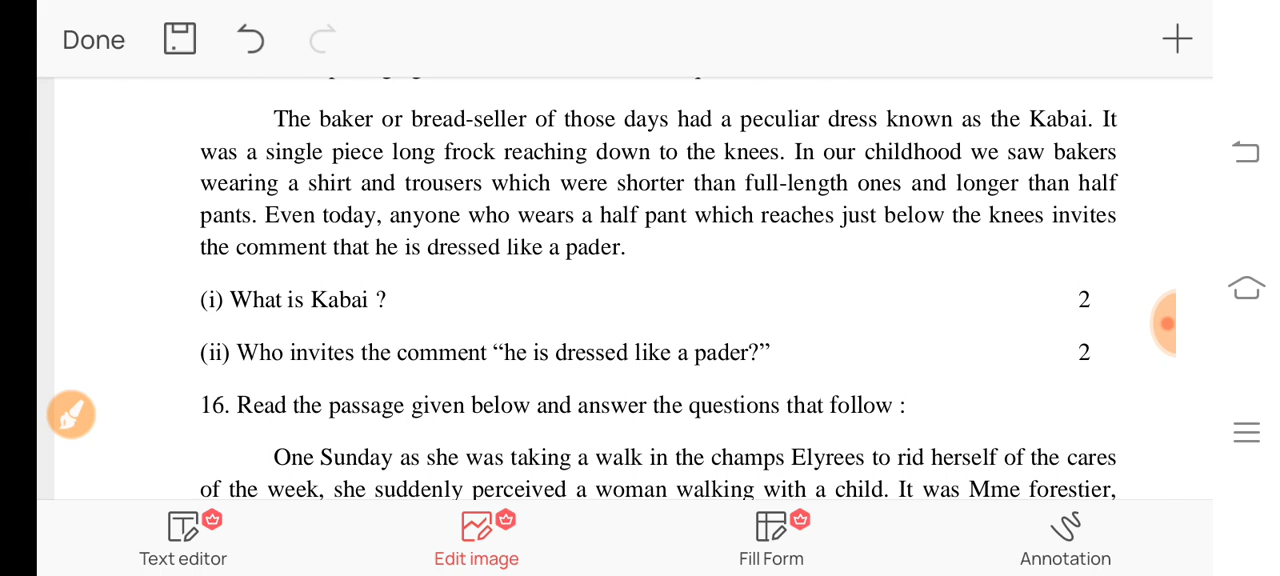 Done
The baker or bread-seller of those days had a peculiar dress known as the Kabai. It
was a single piece long frock reaching down to the knees. In our childhood we saw bakers
wearing a shirt and trousers which were shorter than full-length ones and longer than half
pants. Even today, anyone who wears a half pant which reaches just below the knees invites
the comment that he is dressed like a pader.
(i) What is Kabai ? 2
(ii) Who invites the comment “he is dressed like a pader?” 2
16. Read the passage given below and answer the questions that follow :
One Sunday as she was taking a walk in the champs Elyrees to rid herself of the cares
of the week, she suddenly perceived a woman walking with a child. It was Mme forestier,
Text editor Edit image Fill Form Annotation